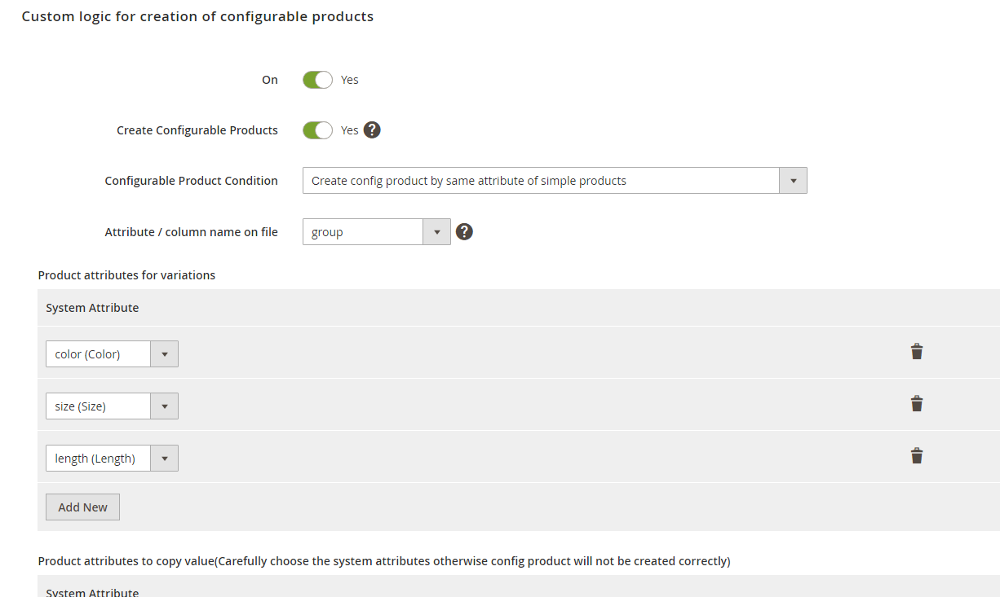 Custom logic for creation of configurable products
On Yes
Create Configurable Products Yes ?
Configurable Product Condition Create config product by same attribute of simple products
Attribute / column name on file group ?
Product attributes for variations
System Attribute
color (Color)
size (Size)
length (Length)
Add New
Product attributes to copy value(Carefully choose the system attributes otherwise config product will not be created correctly)
System Attribute